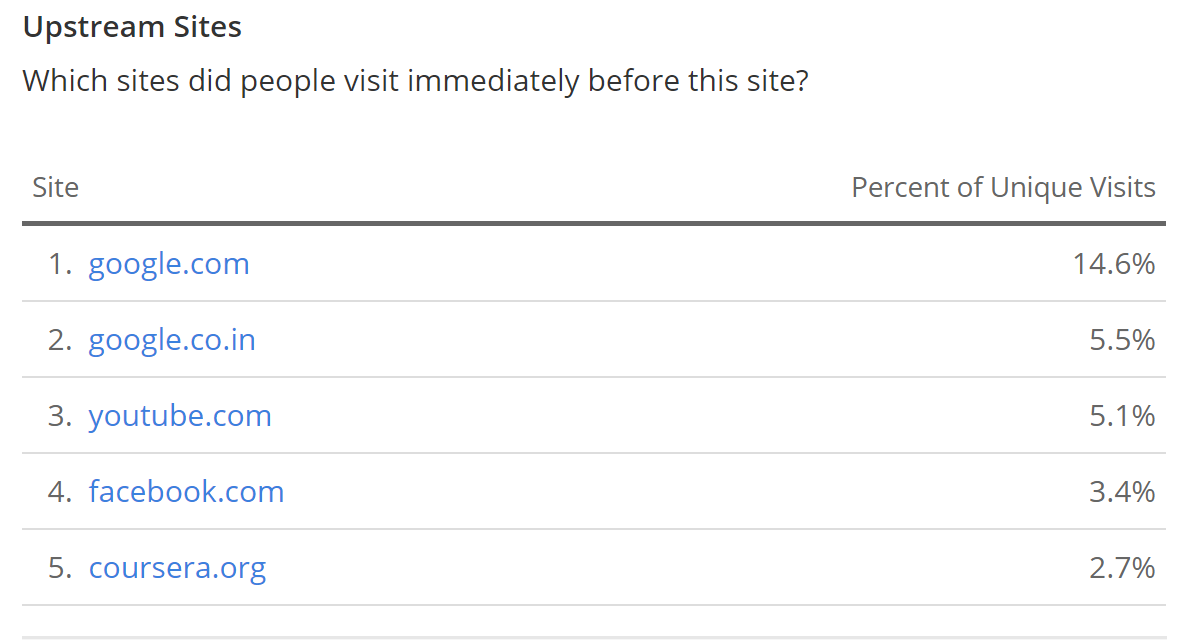 Upstream Sites
Which sites did people visit immediately before this site?
Site Percent of Unique Visits
1. google.com 14.6%
2. google.co.in 5.5%
3. youtube.com 5.1%
4. facebook.com 3.4%
5. coursera.org 2.7%